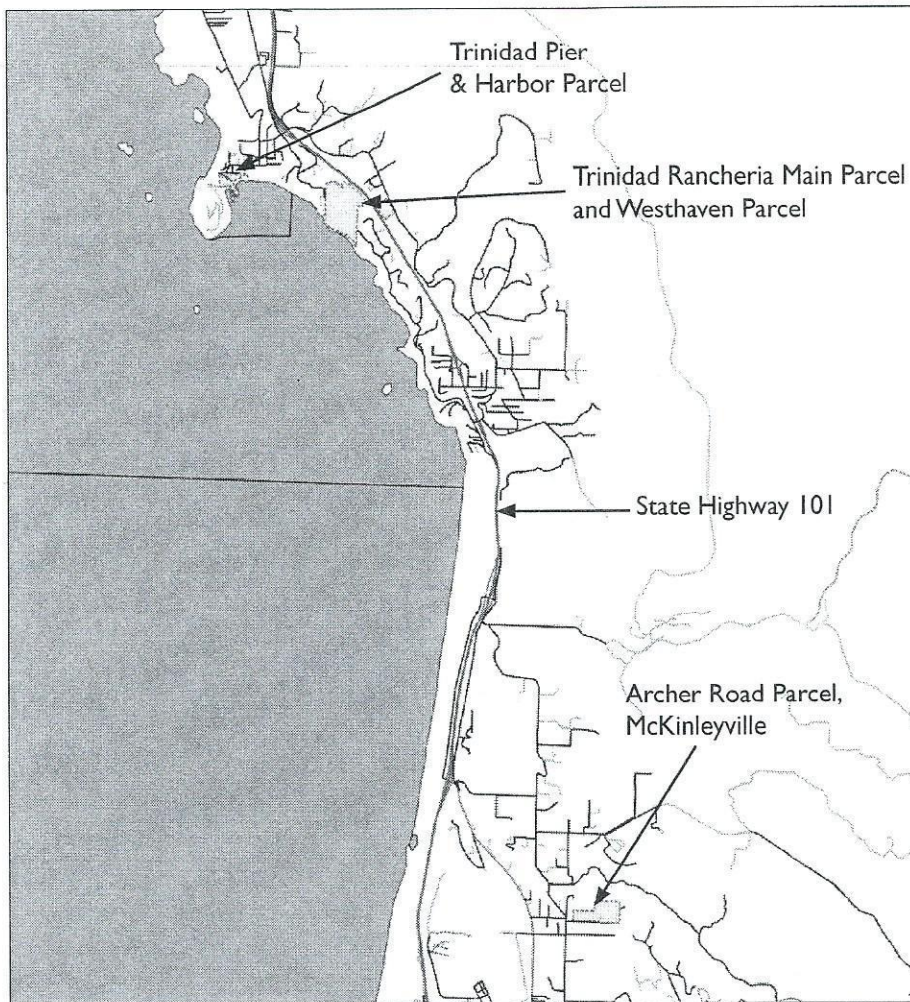 Trinidad Pier
& Harbor Parcel
Trinidad Rancheria Main Parcel
and Westhaven Parcel
State Highway 101
Archer Road Parcel,
McKinleyville